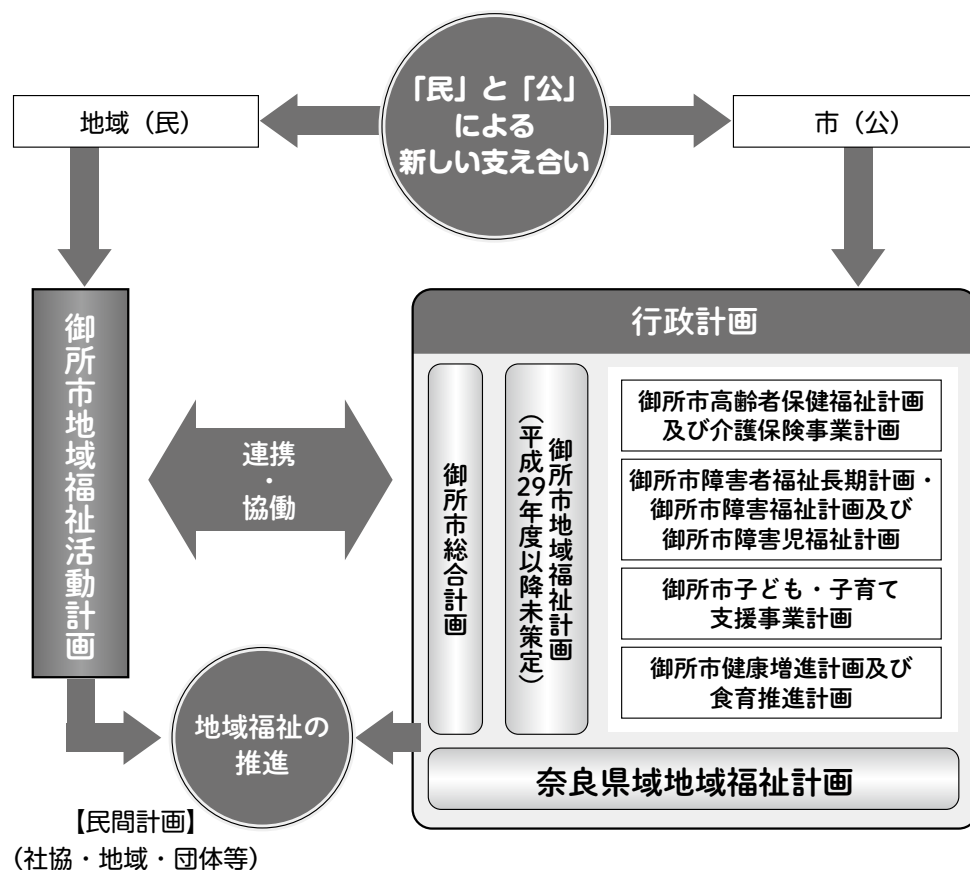 「民」と「公」
による
新しい支え合い
地域（民）
市（公）
御所市地域福祉活動計画
連携
・
協働
行政計画
御所市総合計画
御所市地域福祉計画
（平成29年度以降未策定）
御所市高齢者保健福祉計画
及び介護保険事業計画
御所市障害者福祉長期計画・
御所市障害福祉計画及び
御所市障害児福祉計画
御所市子ども・子育て
支援事業計画
御所市健康増進計画及び
食育推進計画
地域福祉の
推進
奈良県域地域福祉計画
【民間計画】
（社協・地域・団体等）